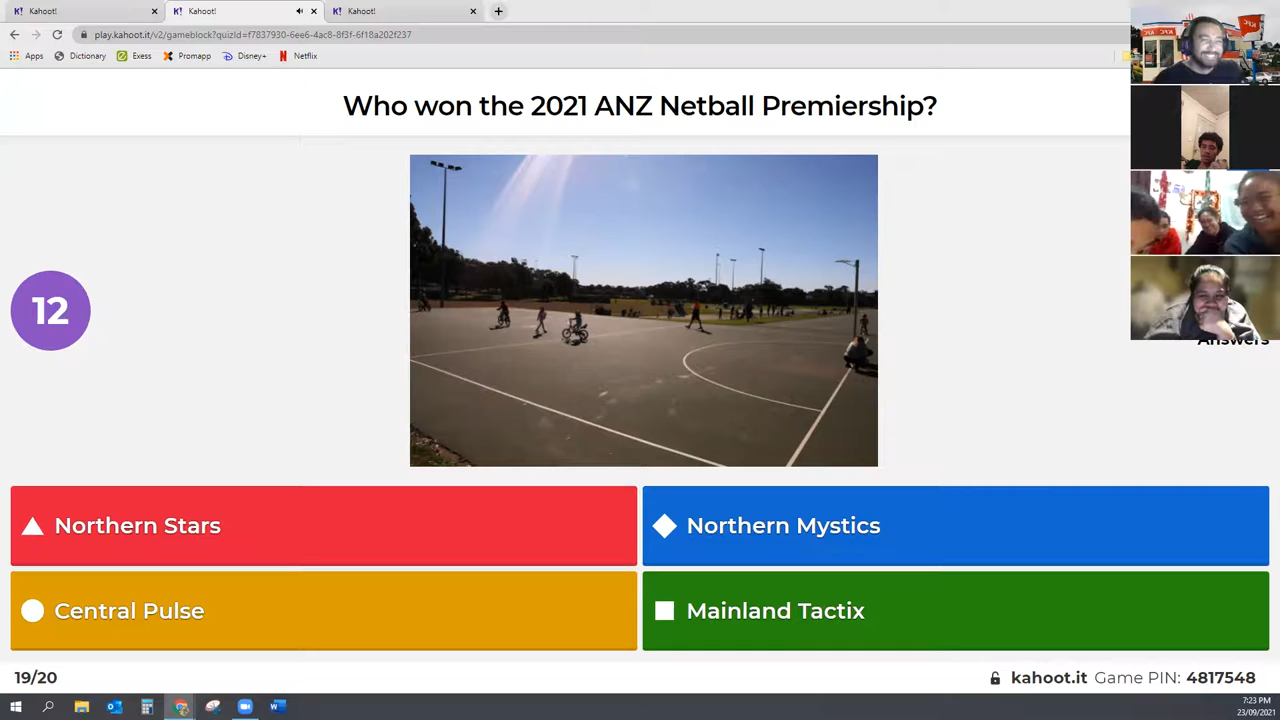 Kahoot!
Kahoot!
Kahoot!
play.kahoot.it/v2/gameblock?quizId=f7837930-6ee6-4ac8-8f3f-6f18a202f237
Apps
Dictionary
Exess
Promapp
Disney+
Netflix
KFC
Who won the 2021 ANZ Netball Premiership?
12
Answers
Northern Stars
Northern Mystics
Central Pulse
Mainland Tactix
19/20
kahoot.it Game PIN: 4817548
7:23 PM
23/09/2021